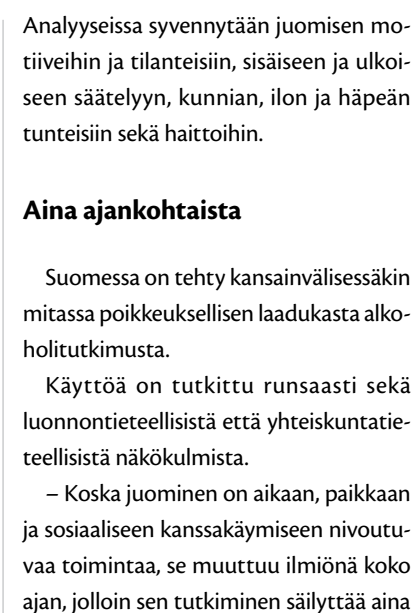 Analyyseissa syvennytään juomisen mo-
tiiveihin ja tilanteisiin, sisäiseen ja ulkoi-
seen säätelyyn, kunnian, ilon ja häpeän
tunteisiin sekä haittoihin.
Aina ajankohtaista
Suomessa on tehty kansainvälisessäkin
mitassa poikkeuksellisen laadukasta alko-
holitutkimusta.
Käyttöä on tutkittu runsaasti sekä
luonnontieteellisistä että yhteiskuntatie-
teellisistä näkökulmista.
– Koska juominen on aikaan, paikkaan
ja sosiaaliseen kanssakäymiseen nivoutu-
vaa toimintaa, se muuttuu ilmiönä koko
ajan, jolloin sen tutkiminen säilyttää aina